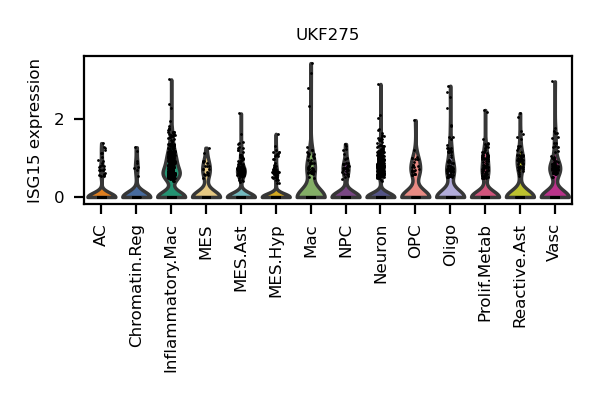 UKF275
ISG15 expression
2
0
AC
Chromatin.Reg
Inflammatory.Mac
MES
MES.Ast
MES.Hyp
Mac
NPC
Neuron
OPC
Oligo
Prolif.Metab
Reactive.Ast
Vasc